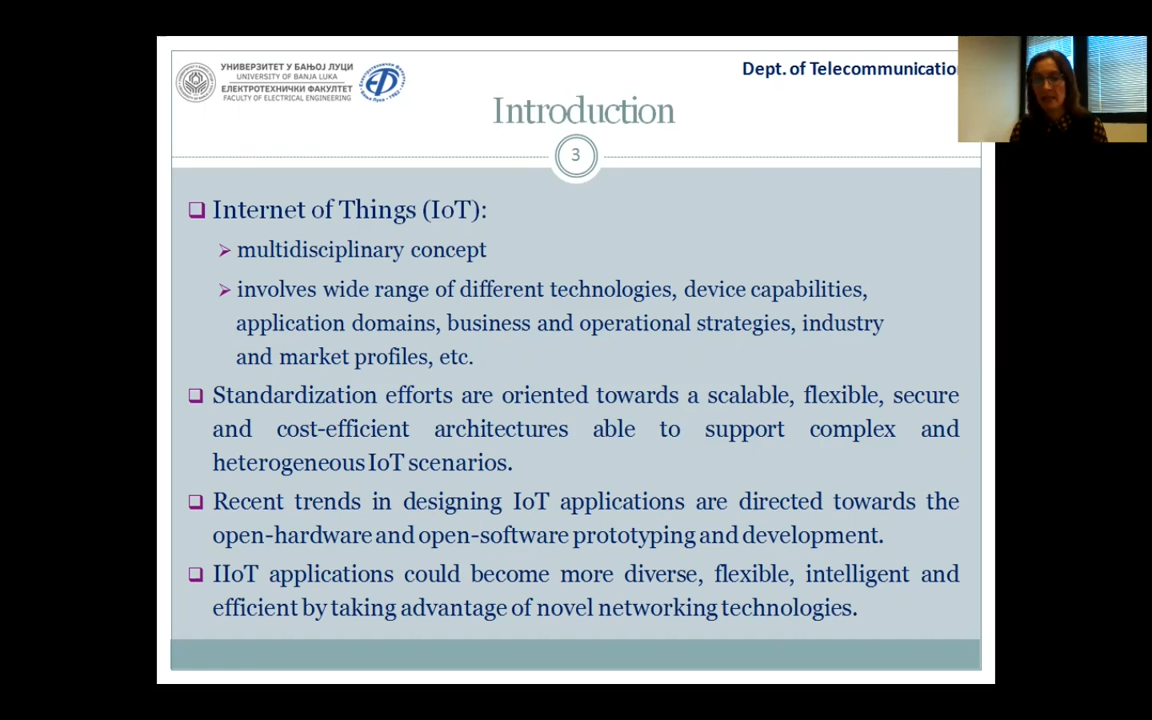 УНИВЕРЗИТЕТ У БАЊОЈ ЛУЦИ
UNIVERSITY OF BANJA LUKA
ЕЛЕКТРОТЕХНИЧКИ ФАКУЛТЕТ
FACULTY OF ELECTRICAL ENGINEERING
Dept. of Telecommunicatio
Introduction
3
Internet of Things (IoT):
multidisciplinary concept
involves wide range of different technologies, device capabilities,
application domains, business and operational strategies, industry
and market profiles, etc.
Standardization efforts are oriented towards a scalable, flexible, secure
and cost-efficient architectures able to support complex and
heterogeneous IoT scenarios.
Recent trends in designing IoT applications are directed towards the
open-hardware and open-software prototyping and development.
IIoT applications could become more diverse, flexible, intelligent and
efficient by taking advantage of novel networking technologies.